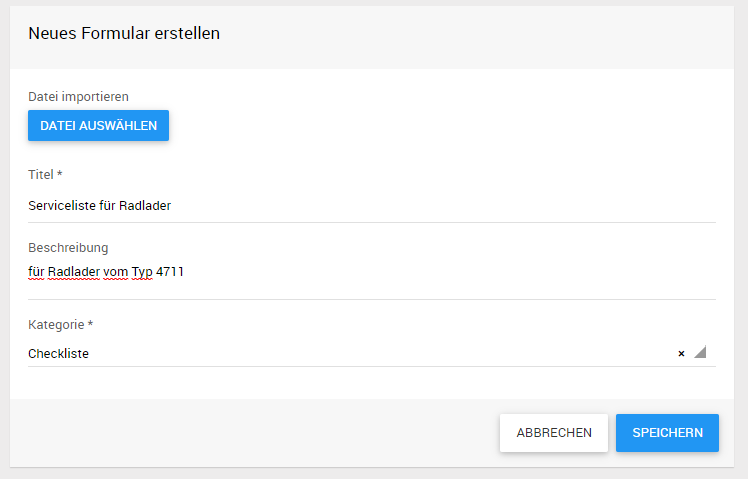 Neues Formular erstellen
Datei importieren
DATEI AUSWÄHLEN
Titel *
Serviceliste für Radlader
Beschreibung
für Radlader vom Typ 4711
Kategorie *
Checkliste ×
ABBRECHEN SPEICHERN